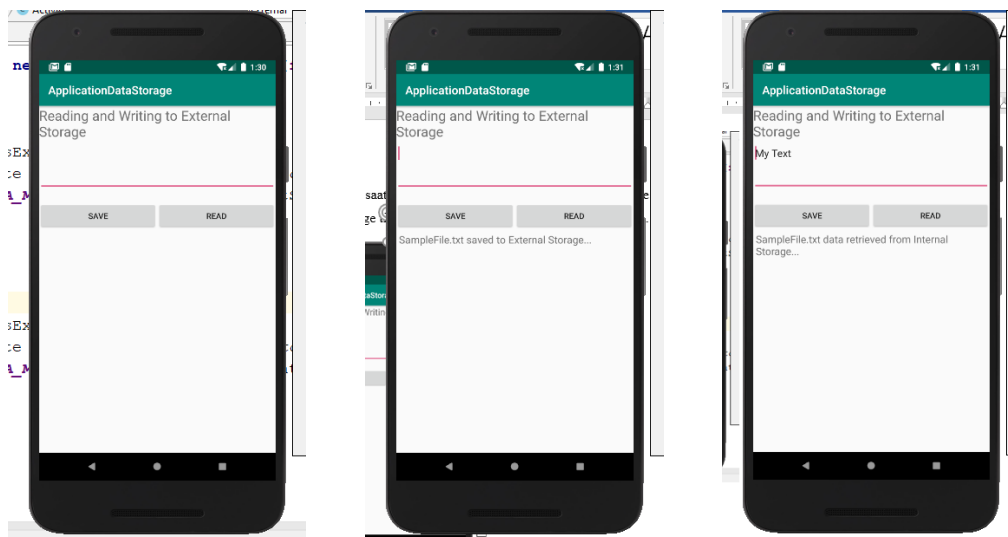 1:30
ApplicationDataStorage
Reading and Writing to External
Storage
SAVE READ
1:31
ApplicationDataStorage
Reading and Writing to External
Storage
SAVE READ
SampleFile.txt saved to External Storage...
1:31
ApplicationDataStorage
Reading and Writing to External
Storage
My Text
SAVE READ
SampleFile.txt data retrieved from Internal
Storage...